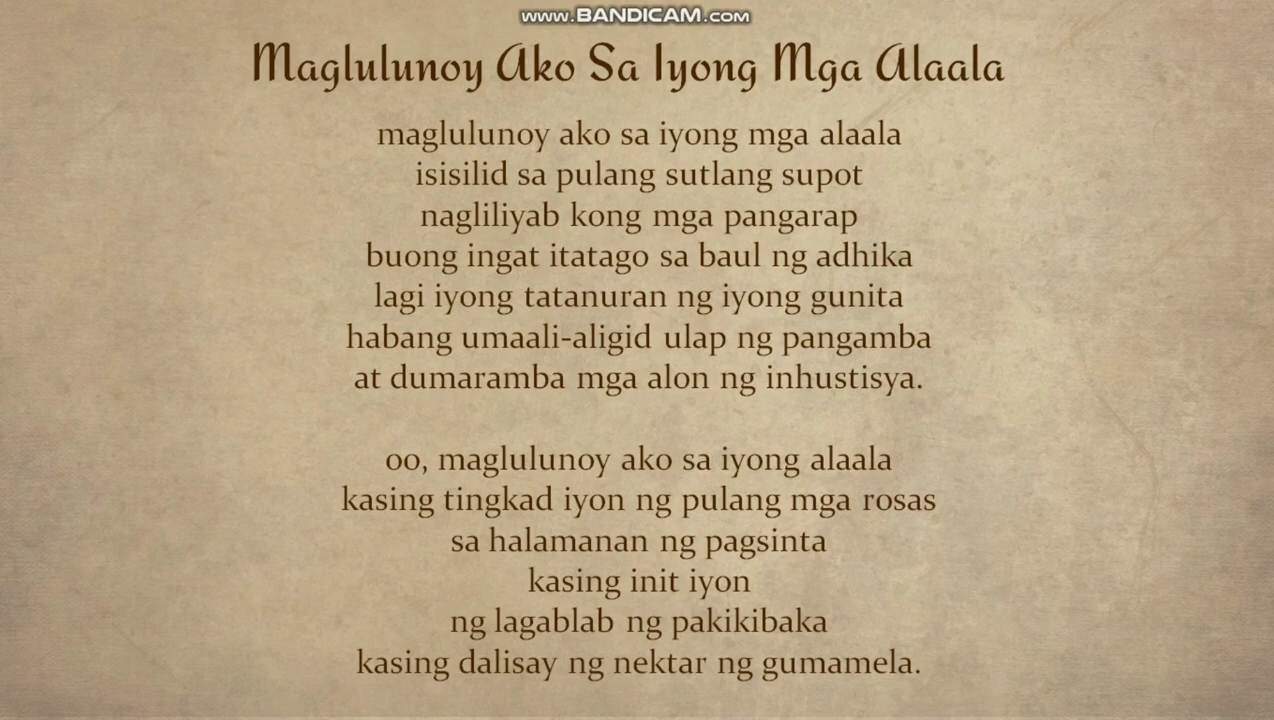 www.BANDICAM.com
Maglulunoy Ako Sa Iyong Mga Alaala
maglulunoy ako sa iyong mga alaala
isisilid sa pulang sutlang supot
nagliliyab kong mga pangarap
buong ingat itatago sa baul ng adhika
lagi iyong tatanuran ng iyong gunita
habang umaali-aligid ulap ng pangamba
at dumaramba mga alon ng inhustisya.
oo, maglulunoy ako sa iyong alaala
kasing tingkad iyon ng pulang mga rosas
sa halamanan ng pagsinta
kasing init iyon
ng lagablab ng pakikibaka
kasing dalisay ng nektar ng gumamela.